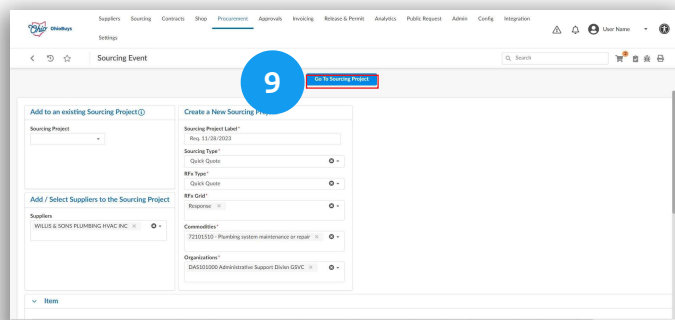 Ohio OhioBuys
Suppliers Sourcing Contracts Shop Procurement Approvals Invoicing Release & Permit Analytics Public Request Admin Config Integration
Settings
User Name
Sourcing Event
Search
9
Go To Sourcing Project
Add to an existing Sourcing Project
Sourcing Project
Add / Select Suppliers to the Sourcing Project
Suppliers
WILLIS & SONS PLUMBING HVAC INC
Create a New Sourcing
Sourcing Project Label*
Req. 11/28/2023
Sourcing Type*
Quick Quote
RFx Type*
Quick Quote
RFx Grid*
Response
Commodities*
72101510 - Plumbing system maintenance or repair
Organizations*
DAS101000 Administrative Support Divisn GSVC
Item